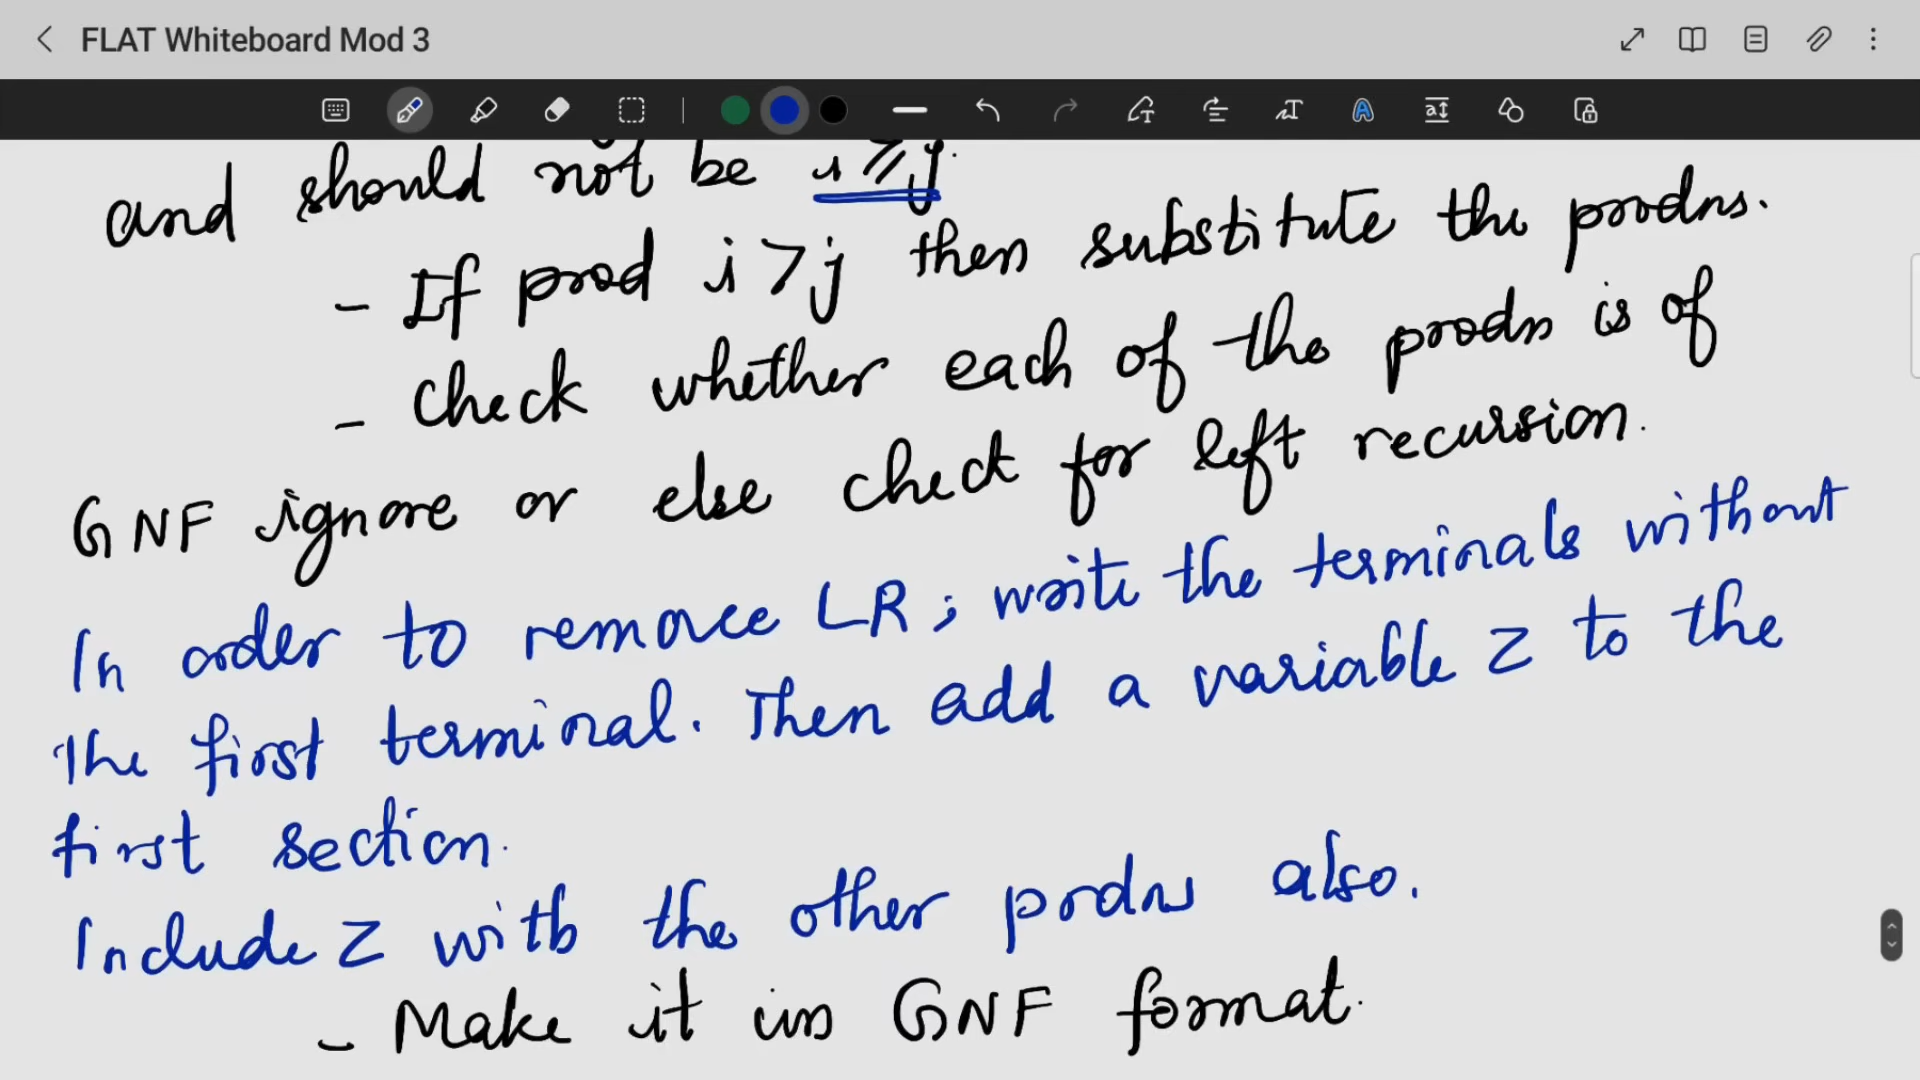 FLAT Whiteboard Mod 3
and should not be i ≥ j.
- If prod i > j then substitute the prodns.
- Check whether each of the prodn is of
GNF ignore or else check for left recursion.
In order to remove LR; write the terminals without
the first terminal. Then add a variable Z to the
first section.
Include Z with the other prodns also.
- Make it in GNF format.